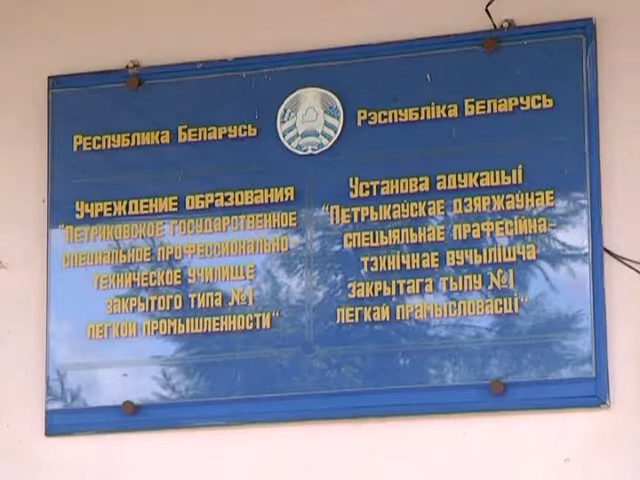 Республика Беларусь
Учреждение образования
"Петриковское государственное
специальное профессионально
техническое училище
закрытого типа №1
легкой промышленности"
Рэспубліка Беларусь
Установа адукацыі
"Петрыкаўскае дзяржаўнае
спецыяльнае прафесійна-
тэхнічнае вучылішча
закрытага тыпу №1
легкай прамысловасці"